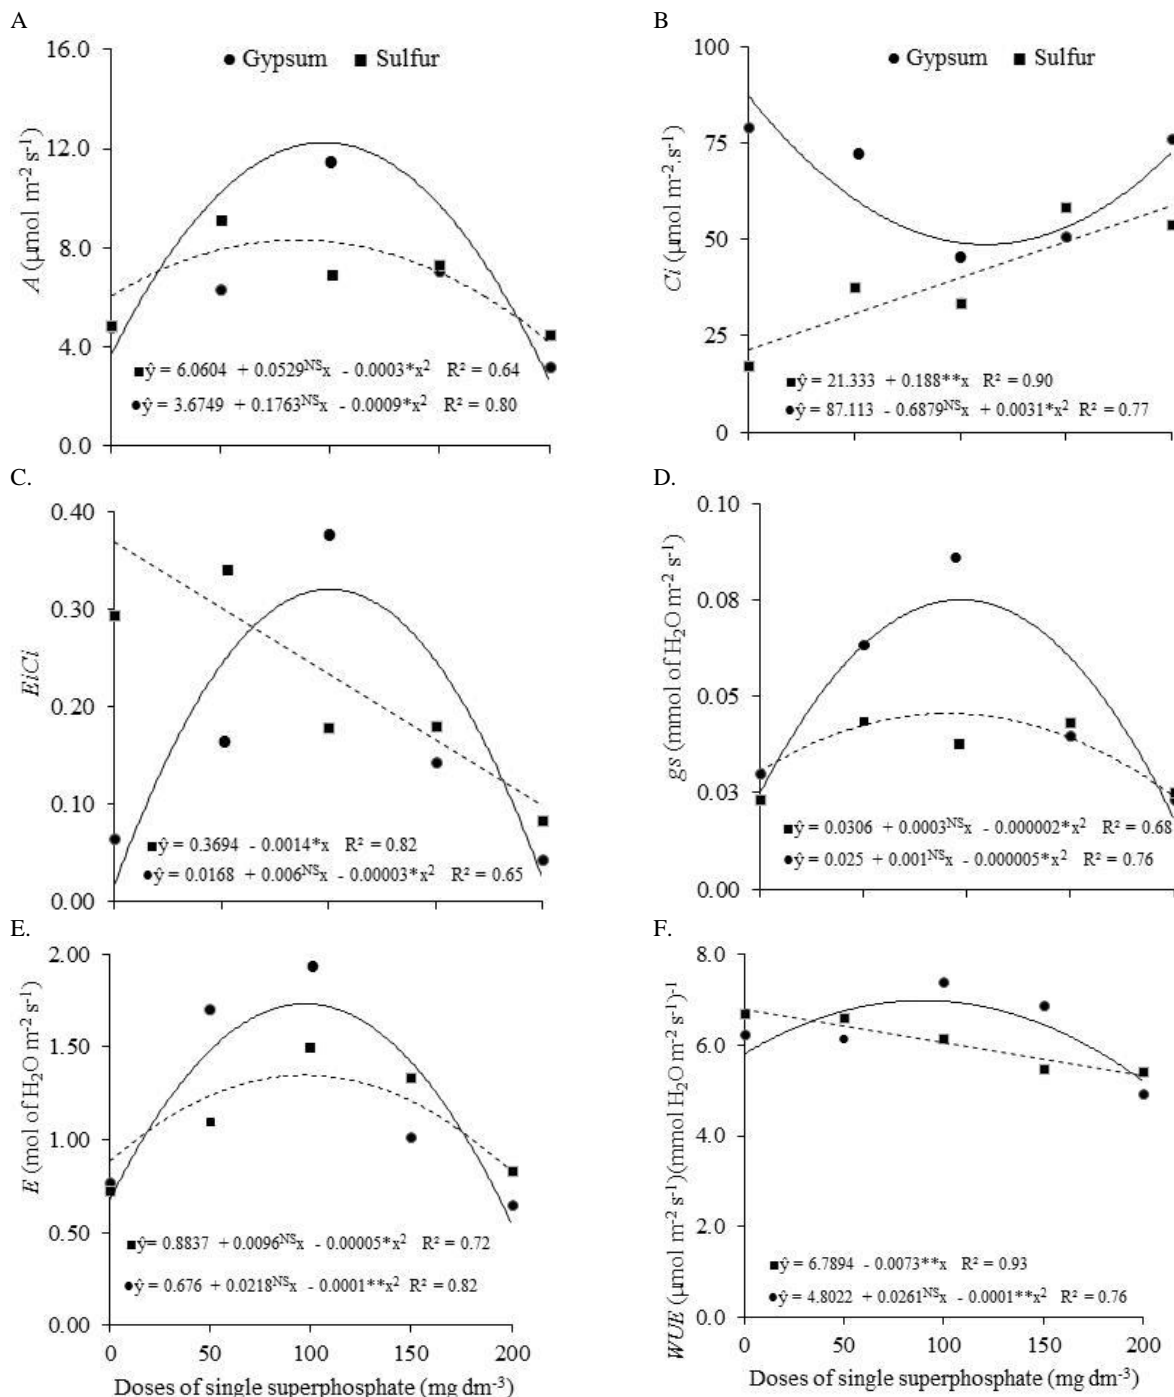 A
16.0
12.0
8.0
4.0
0.0
A (µmol m⁻² s⁻¹)
● Gypsum ■ Sulfur
■ŷ = 6.0604 + 0.0529ᴺˢx - 0.0003*x² R² = 0.64
●ŷ = 3.6749 + 0.1763ᴺˢx - 0.0009*x² R² = 0.80
B
100
75
50
25
0
Ci (µmol m⁻².s⁻¹)
● Gypsum ■ Sulfur
■ŷ = 21.333 + 0.188**x R² = 0.90
●ŷ = 87.113 - 0.6879ᴺˢx + 0.0031*x² R² = 0.77
C.
0.40
0.30
0.20
0.10
0.00
EiCi
■ŷ = 0.3694 - 0.0014*x R² = 0.82
●ŷ = 0.0168 + 0.006ᴺˢx - 0.00003*x² R² = 0.65
D.
0.10
0.08
0.05
0.03
0.00
gs (mmol of H₂O m⁻² s⁻¹)
■ŷ = 0.0306 + 0.0003ᴺˢx - 0.000002*x² R² = 0.68
●ŷ = 0.025 + 0.001ᴺˢx - 0.000005*x² R² = 0.76
E.
2.00
1.50
1.00
0.50
0.00
E (mol of H₂O m⁻² s⁻¹)
■ŷ= 0.8837 + 0.0096ᴺˢx - 0.00005*x² R² = 0.72
●ŷ = 0.676 + 0.0218ᴺˢx - 0.0001**x² R² = 0.82
0 50 100 150 200
Doses of single superphosphate (mg dm⁻³)
F.
8.0
6.0
4.0
2.0
0.0
WUE (µmol m⁻² s⁻¹)(mmol H₂O m⁻² s⁻¹)⁻¹
■ŷ = 6.7894 - 0.0073**x R² = 0.93
●ŷ = 4.8022 + 0.0261ᴺˢx - 0.0001**x² R² = 0.76
0 50 100 150 200
Doses of single superphosphate (mg dm⁻³)